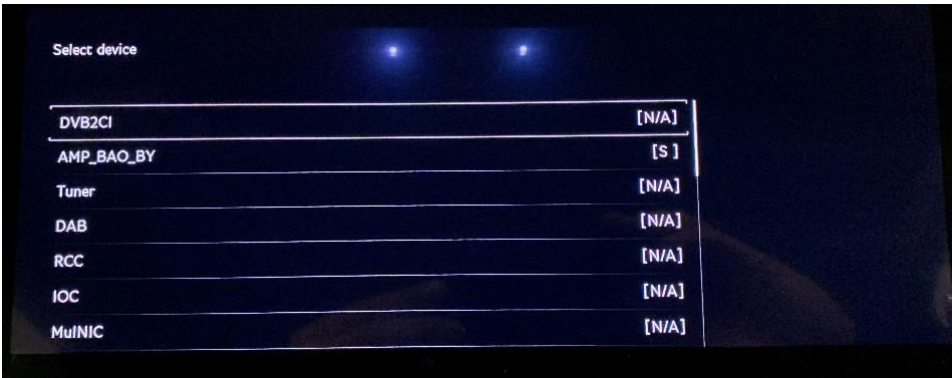 Select device
DVB2CI [N/A]
AMP_BAO_BY [S ]
Tuner [N/A]
DAB [N/A]
RCC [N/A]
IOC [N/A]
MulNIC [N/A]